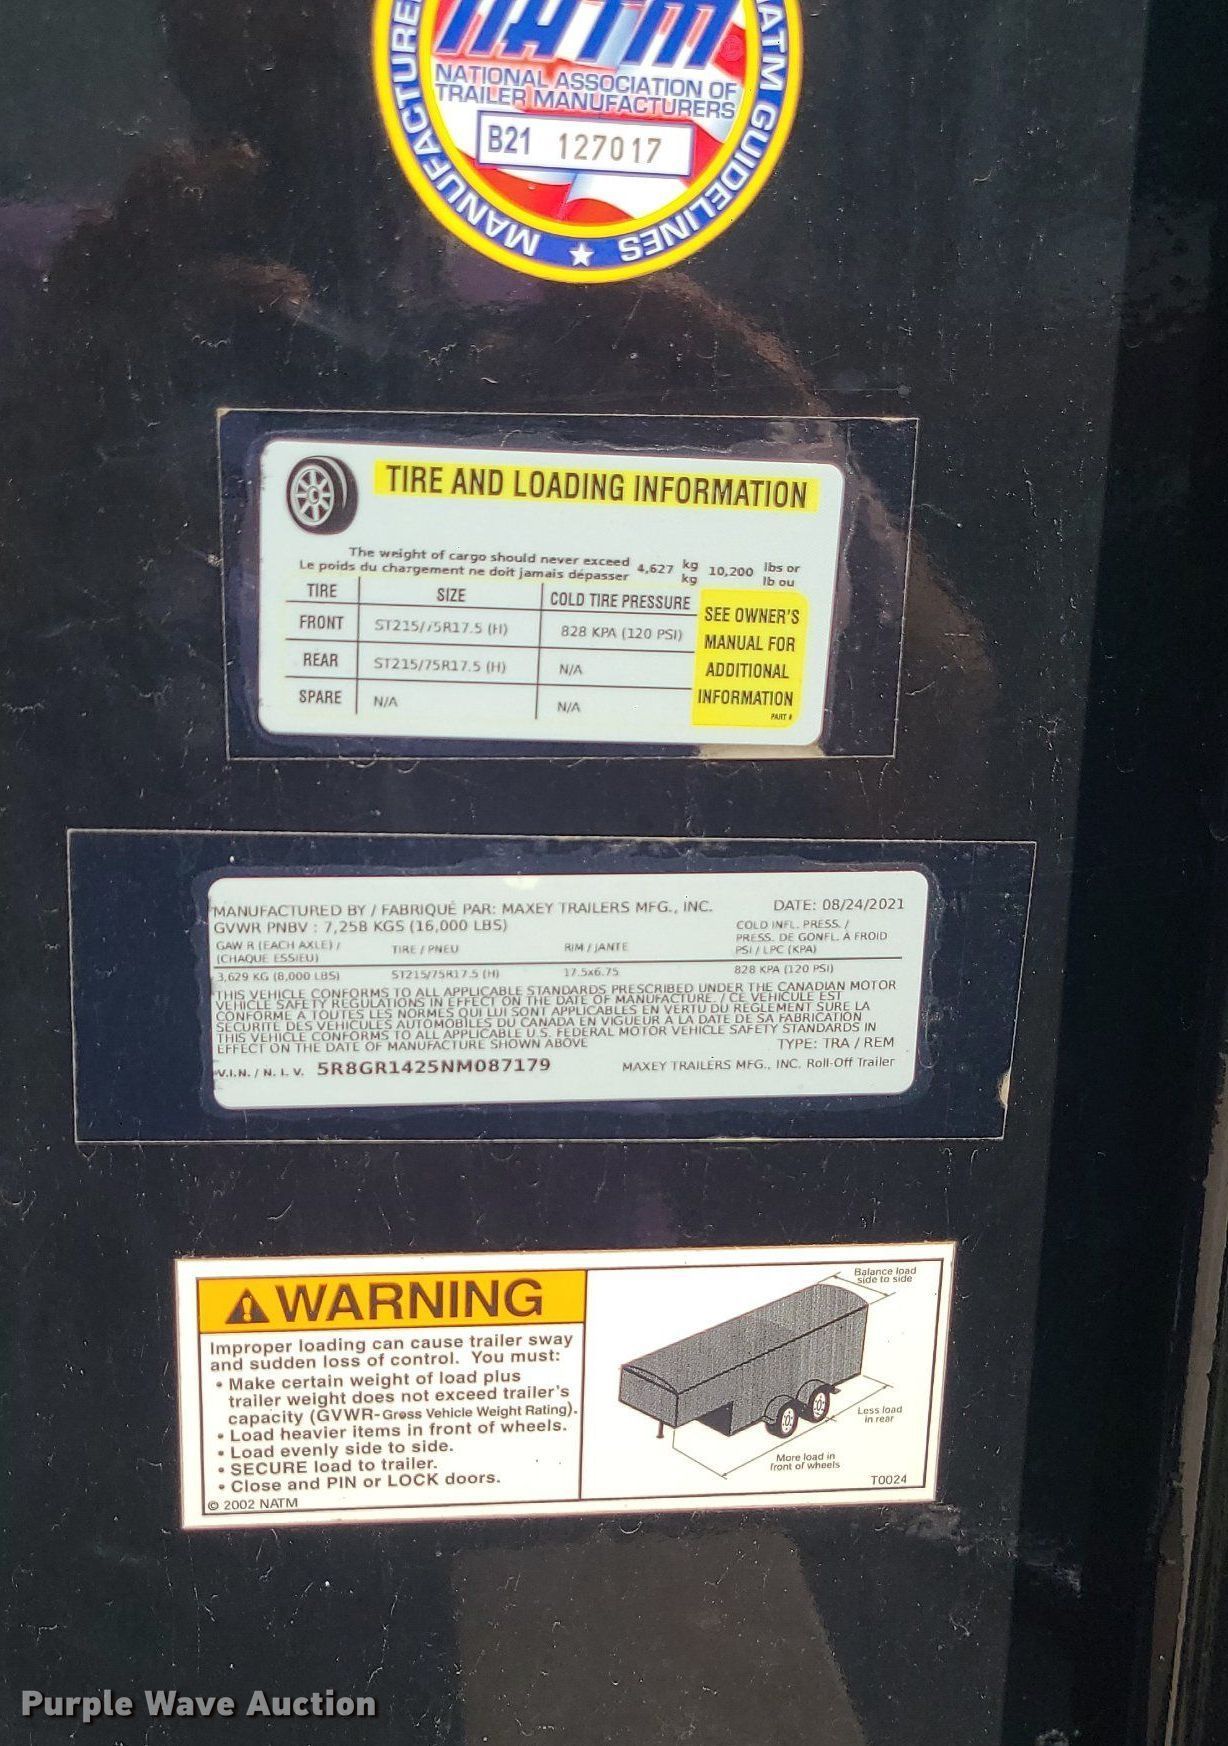 NATM
NATIONAL ASSOCIATION OF
TRAILER MANUFACTURERS
B21 127017
MANUFACTURE
★
NATM GUIDELINES
TIRE AND LOADING INFORMATION
The weight of cargo should never exceed 4,627 kg 10,200 lbs or
Le poids du chargement ne doit jamais dépasser kg lb ou
TIRE SIZE COLD TIRE PRESSURE
FRONT ST215/75R17.5 (H) 828 KPA (120 PSI)
REAR ST215/75R17.5 (H) N/A
SPARE N/A N/A
SEE OWNER'S
MANUAL FOR
ADDITIONAL
INFORMATION
PART #
MANUFACTURED BY / FABRIQUÉ PAR: MAXEY TRAILERS MFG., INC. DATE: 08/24/2021
GVWR PNBV : 7,258 KGS (16,000 LBS)
GAW R (EACH AXLE) /
(CHAQUE ESSIEU)
TIRE / PNEU
RIM / JANTE
COLD INFL. PRESS. /
PRESS. DE GONFL. A FROID
PSI / LPC (KPA)
3,629 KG (8,000 LBS) ST215/75R17.5 (H) 17.5x6.75 828 KPA (120 PSI)
THIS VEHICLE CONFORMS TO ALL APPLICABLE STANDARDS PRESCRIBED UNDER THE CANADIAN MOTOR
VEHICLE SAFETY REGULATIONS IN EFFECT ON THE DATE OF MANUFACTURE. / CE VEHICULE EST
CONFORME A TOUTES LES NORMES QUI LUI SONT APPLICABLES EN VERTU DU REGLEMENT SURE LA
SECURITE DES VEHICULES AUTOMOBILES DU CANADA EN VIGUEUR A LA DATE DE SA FABRICATION
THIS VEHICLE CONFORMS TO ALL APPLICABLE U.S. FEDERAL MOTOR VEHICLE SAFETY STANDARDS IN
EFFECT ON THE DATE OF MANUFACTURE SHOWN ABOVE TYPE: TRA / REM
V.I.N. / N. I. V. 5R8GR1425NM087179 MAXEY TRAILERS MFG., INC. Roll-Off Trailer
WARNING
Improper loading can cause trailer sway
and sudden loss of control. You must:
• Make certain weight of load plus
trailer weight does not exceed trailer's
capacity (GVWR-Gross Vehicle Weight Rating).
• Load heavier items in front of wheels.
• Load evenly side to side.
• SECURE load to trailer.
• Close and PIN or LOCK doors.
© 2002 NATM
Balance load
side to side
Less load
in rear
More load in
front of wheels
T0024
Purple Wave Auction